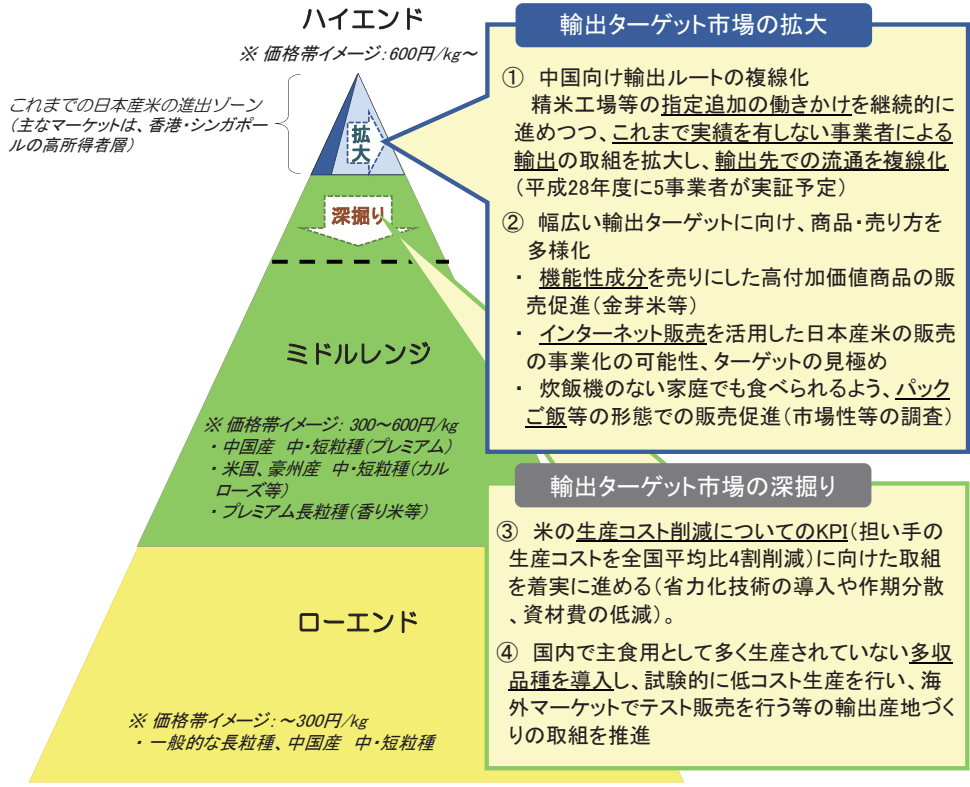 ハイエンド
※ 価格帯イメージ：600円/kg～
これまでの日本産米の進出ゾーン
（主なマーケットは、香港・シンガポー
ルの高所得者層）
拡大
深掘り
ミドルレンジ
※ 価格帯イメージ： 300～600円/kg
・ 中国産　中・短粒種（プレミアム）
・ 米国、豪州産　中・短粒種（カル
ローズ等）
・ プレミアム長粒種（香り米等）
ローエンド
※ 価格帯イメージ：～300円/kg
・ 一般的な長粒種、中国産　中・短粒種
輸出ターゲット市場の拡大
①　中国向け輸出ルートの複線化
精米工場等の指定追加の働きかけを継続的に
進めつつ、これまで実績を有しない事業者による
輸出の取組を拡大し、輸出先での流通を複線化
（平成28年度に5事業者が実証予定）
②　幅広い輸出ターゲットに向け、商品・売り方を
多様化
・　機能性成分を売りにした高付加価値商品の販
売促進（金芽米等）
・　インターネット販売を活用した日本産米の販売
の事業化の可能性、ターゲットの見極め
・　炊飯機のない家庭でも食べられるよう、パック
ご飯等の形態での販売促進（市場性等の調査）
輸出ターゲット市場の深掘り
③　米の生産コスト削減についてのKPI（担い手の
生産コストを全国平均比4割削減）に向けた取組
を着実に進める（省力化技術の導入や作期分散
、資材費の低減）。
④　国内で主食用として多く生産されていない多収
品種を導入し、試験的に低コスト生産を行い、海
外マーケットでテスト販売を行う等の輸出産地づく
りの取組を推進